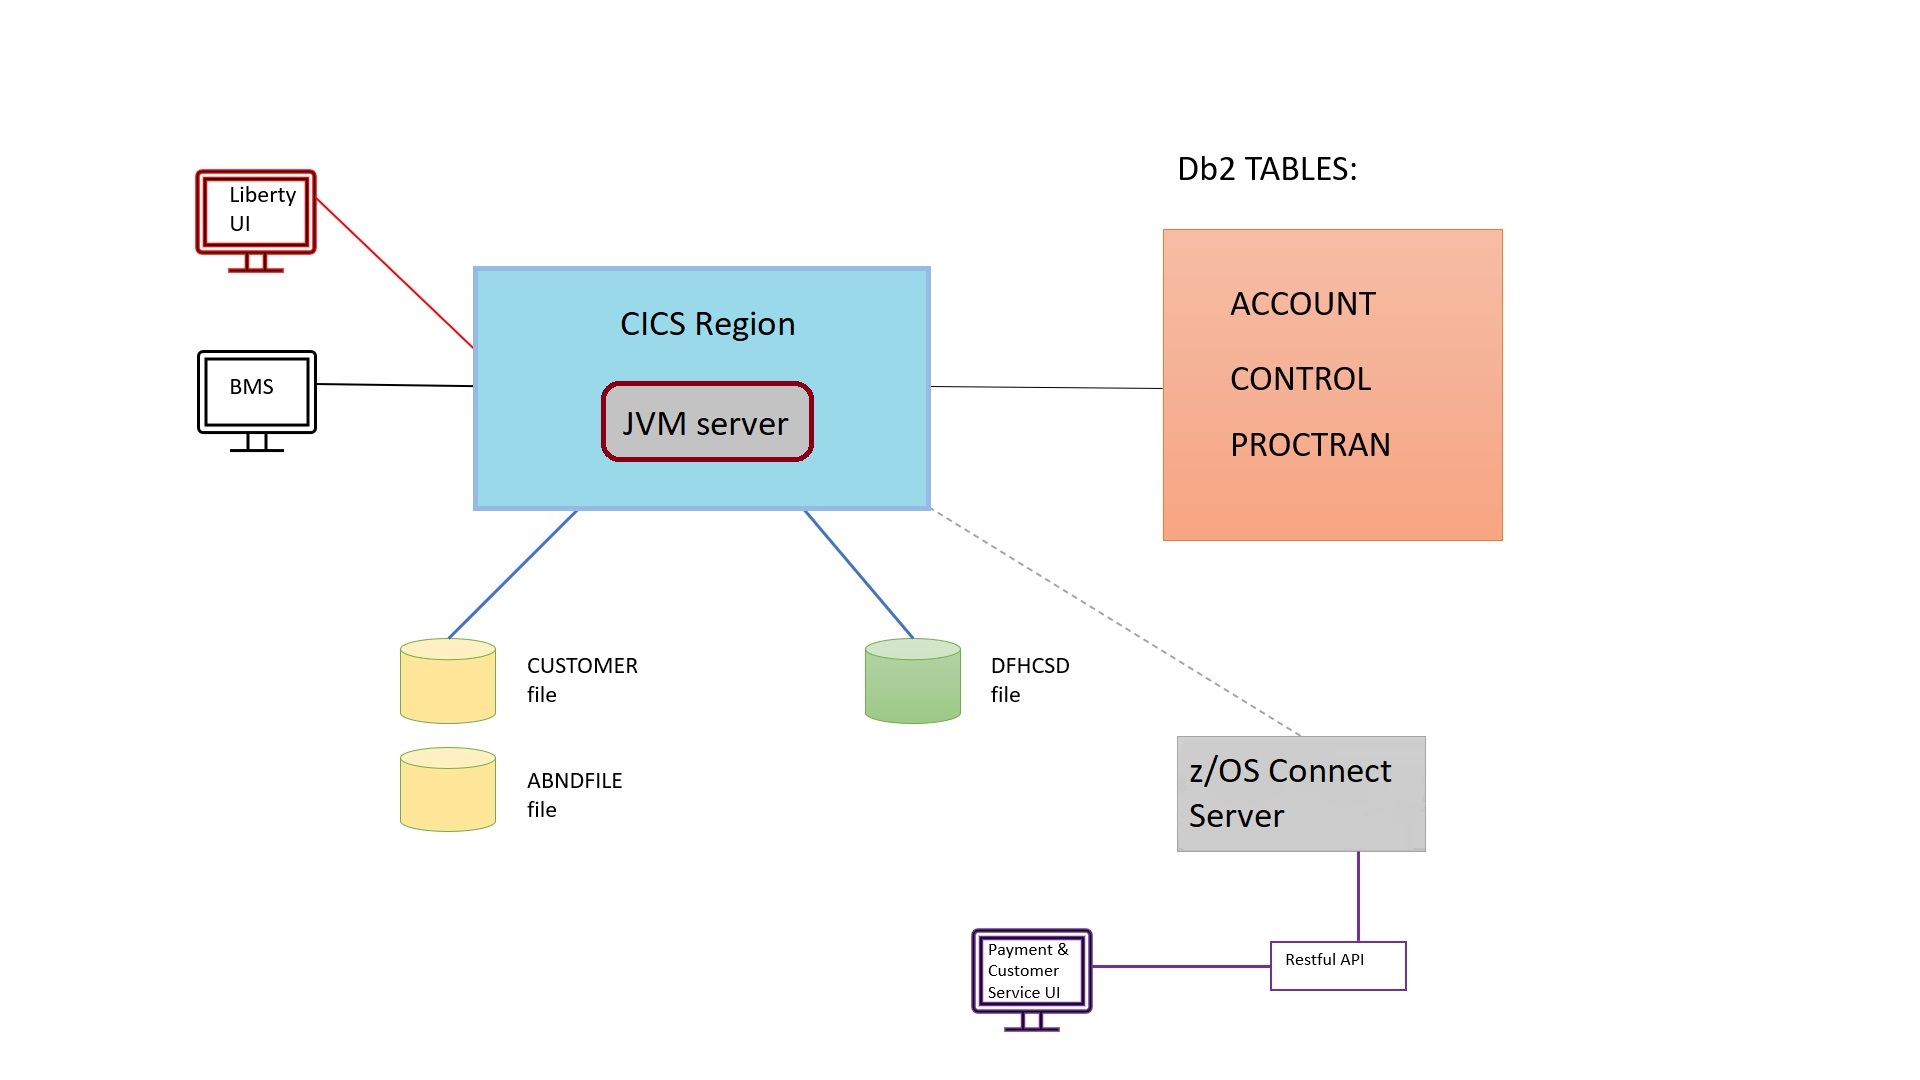 Db2 TABLES:
Liberty
UI
BMS
CICS Region
JVM server
ACCOUNT
CONTROL
PROCTRAN
CUSTOMER
file
ABNDFILE
file
DFHCSD
file
z/OS Connect
Server
Payment &
Customer
Service UI
Restful API